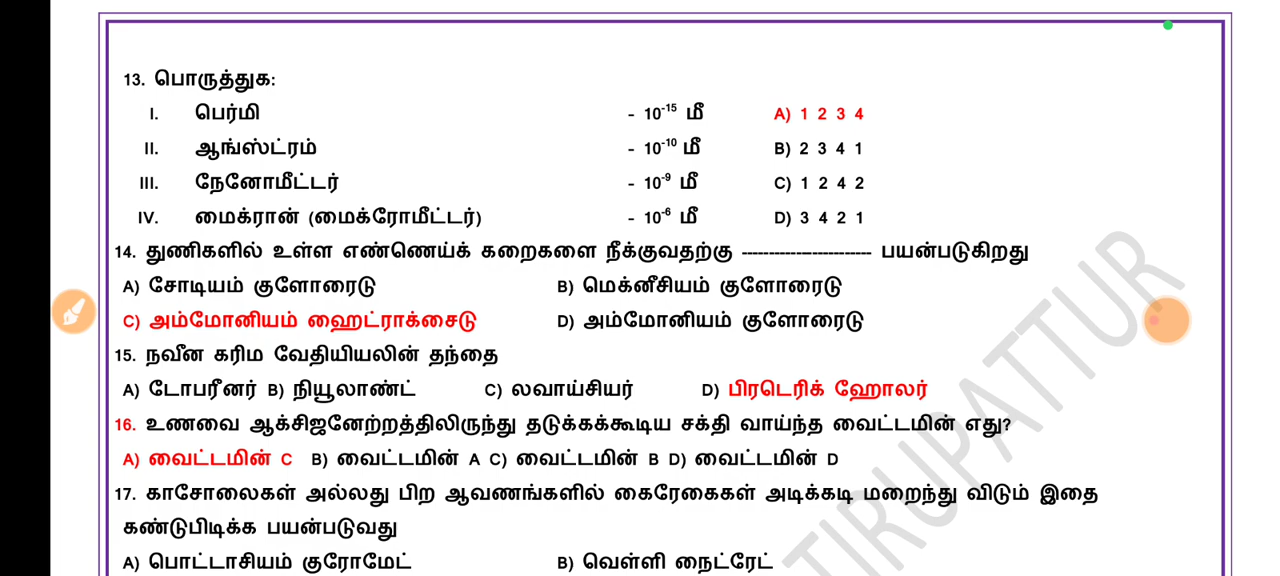 13. பொருத்துக:
I. பெர்மி - 10⁻¹⁵ மீ A) 1 2 3 4
II. ஆங்ஸ்ட்ரம் - 10⁻¹⁰ மீ B) 2 3 4 1
III. நேனோமீட்டர் - 10⁻⁹ மீ C) 1 2 4 2
IV. மைக்ரான் (மைக்ரோமீட்டர்) - 10⁻⁶ மீ D) 3 4 2 1
14. துணிகளில் உள்ள எண்ணெய்க் கறைகளை நீக்குவதற்கு ------------------------ பயன்படுகிறது
A) சோடியம் குளோரைடு B) மெக்னீசியம் குளோரைடு
C) அம்மோனியம் ஹைட்ராக்சைடு D) அம்மோனியம் குளோரைடு
15. நவீன கரிம வேதியியலின் தந்தை
A) டோபரீனர் B) நியூலாண்ட் C) லவாய்சியர் D) பிரடெரிக் ஹோலர்
16. உணவை ஆக்சிஜனேற்றத்திலிருந்து தடுக்கக்கூடிய சக்தி வாய்ந்த வைட்டமின் எது?
A) வைட்டமின் C B) வைட்டமின் A C) வைட்டமின் B D) வைட்டமின் D
17. காசோலைகள் அல்லது பிற ஆவணங்களில் கைரேகைகள் அடிக்கடி மறைந்து விடும் இதை
கண்டுபிடிக்க பயன்படுவது
A) பொட்டாசியம் குரோமேட் B) வெள்ளி நைட்ரேட்
TIRUPATTUR